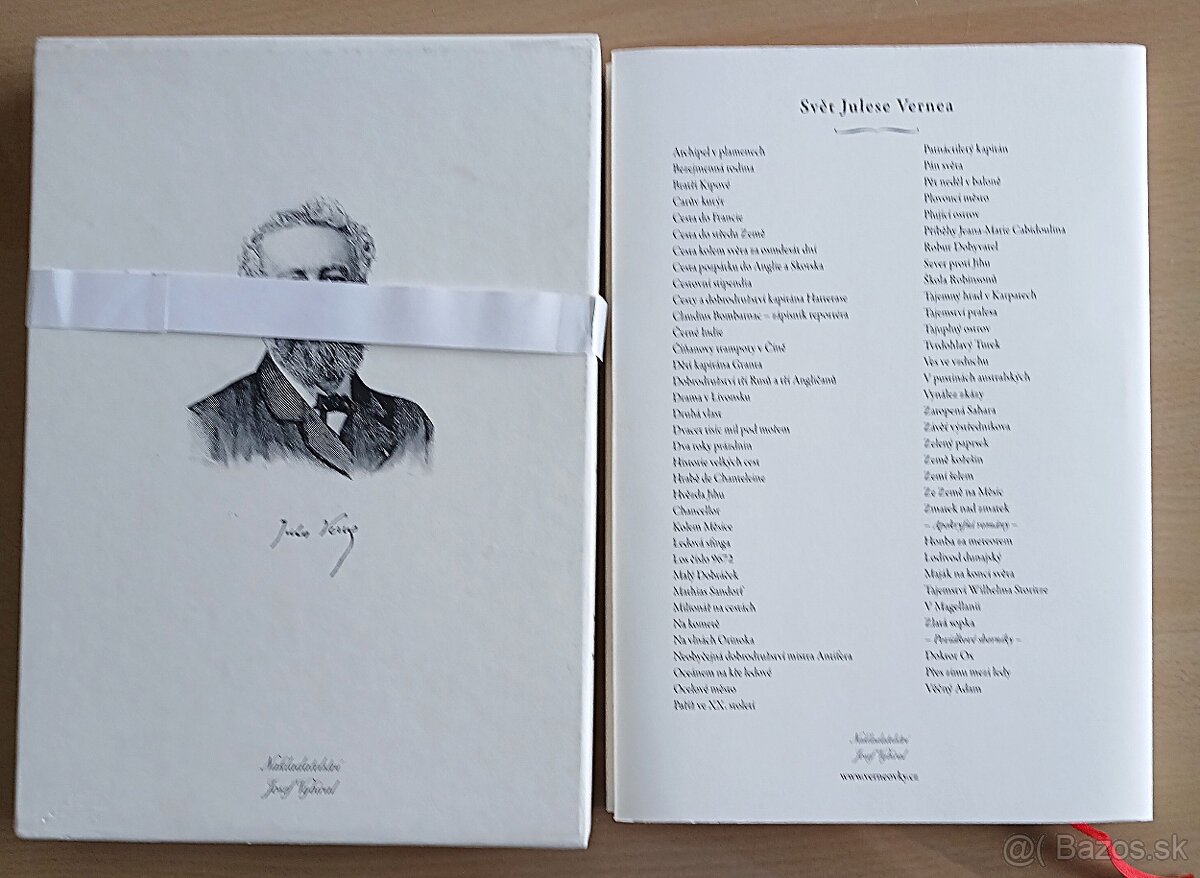 Jules Verne
Nakladatelství
Josef Vybíral
Svět Julese Vernea
Archipel v plamenech
Bezejmenná rodina
Bratři Kipové
Carův kurýr
Cesta do Francie
Cesta do středu Země
Cesta kolem světa za osmdesát dní
Cesta pozpátku do Anglie a Skotska
Cestovní stipendia
Cesty a dobrodružství kapitána Hatterase
Claudius Bombarnac – zápisník reportéra
Černé Indie
Číňanovy trampoty v Číně
Děti kapitána Granta
Dobrodružství tří Rusů a tří Angličanů
Drama v Livonsku
Druhá vlast
Dvacet tisíc mil pod mořem
Dva roky prázdnin
Historie velkých cest
Hrabě de Chanteleine
Hvězda Jihu
Chancellor
Kolem Měsíce
Ledová sfinga
Los číslo 9672
Malý Dobráček
Mathias Sandorf
Milionář na cestách
Na kometě
Na vlnách Orinoka
Neobyčejná dobrodružství mistra Antifera
Oceánem na kře ledové
Ocelové město
Paříž ve XX. století
Patnáctiletý kapitán
Pán světa
Pět neděl v baloně
Plovoucí město
Plující ostrov
Příběhy Jeana-Marie Cabidoulina
Robur Dobyvatel
Sever proti Jihu
Škola Robinsonů
Tajemný hrad v Karpatech
Tajemství pralesa
Tajuplný ostrov
Tvrdohlavý Turek
Ves ve vzduchu
V pustinách australských
Vynález zkázy
Zatopená Sahara
Závěť výstředníkova
Zelený paprsek
Země kožešin
Zemí šelem
Ze Země na Měsíc
Zmatek nad zmatek
– Apokryfní romány –
Honba za meteorem
Lodivod dunajský
Maják na konci světa
Tajemství Wilhelma Storitze
V Magellanii
Zlatá sopka
– Povídkové sborníky –
Doktor Ox
Přes zimu mezi ledy
Věčný Adam
Nakladatelství
Josef Vybíral
www.verneovky.cz
@( Bazos.sk